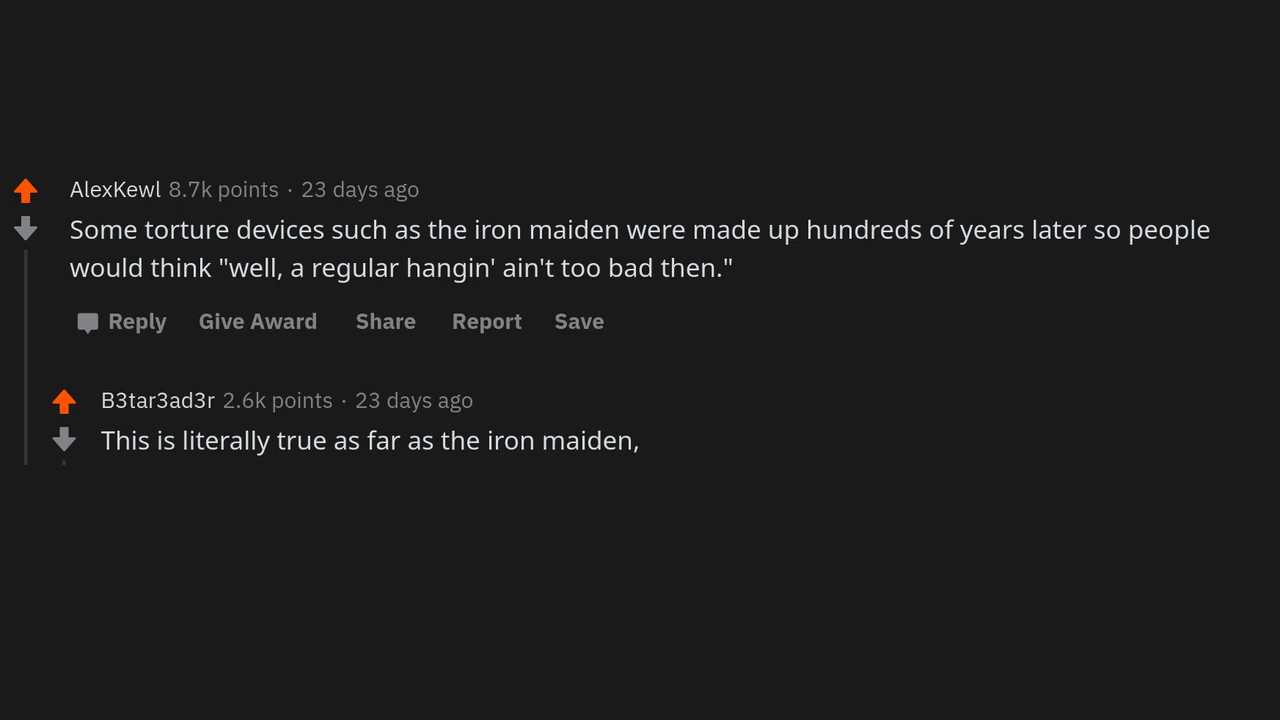 AlexKewl 8.7k points · 23 days ago
Some torture devices such as the iron maiden were made up hundreds of years later so people
would think "well, a regular hangin' ain't too bad then."
Reply Give Award Share Report Save
B3tar3ad3r 2.6k points · 23 days ago
This is literally true as far as the iron maiden,